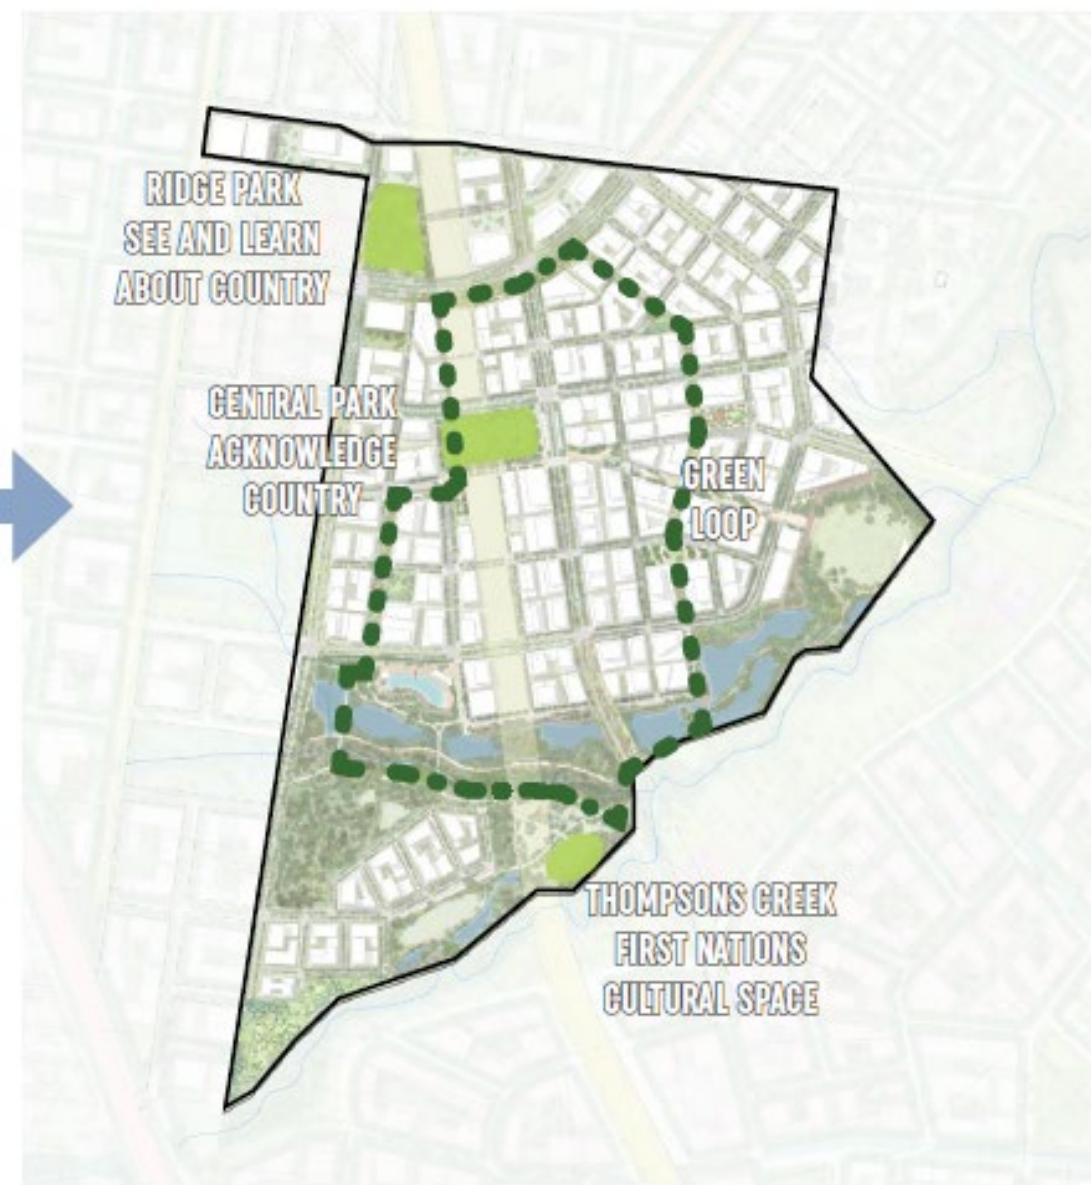 RIDGE PARK
SEE AND LEARN
ABOUT COUNTRY
CENTRAL PARK
ACKNOWLEDGE
COUNTRY
GREEN
LOOP
THOMPSONS CREEK
FIRST NATIONS
CULTURAL SPACE